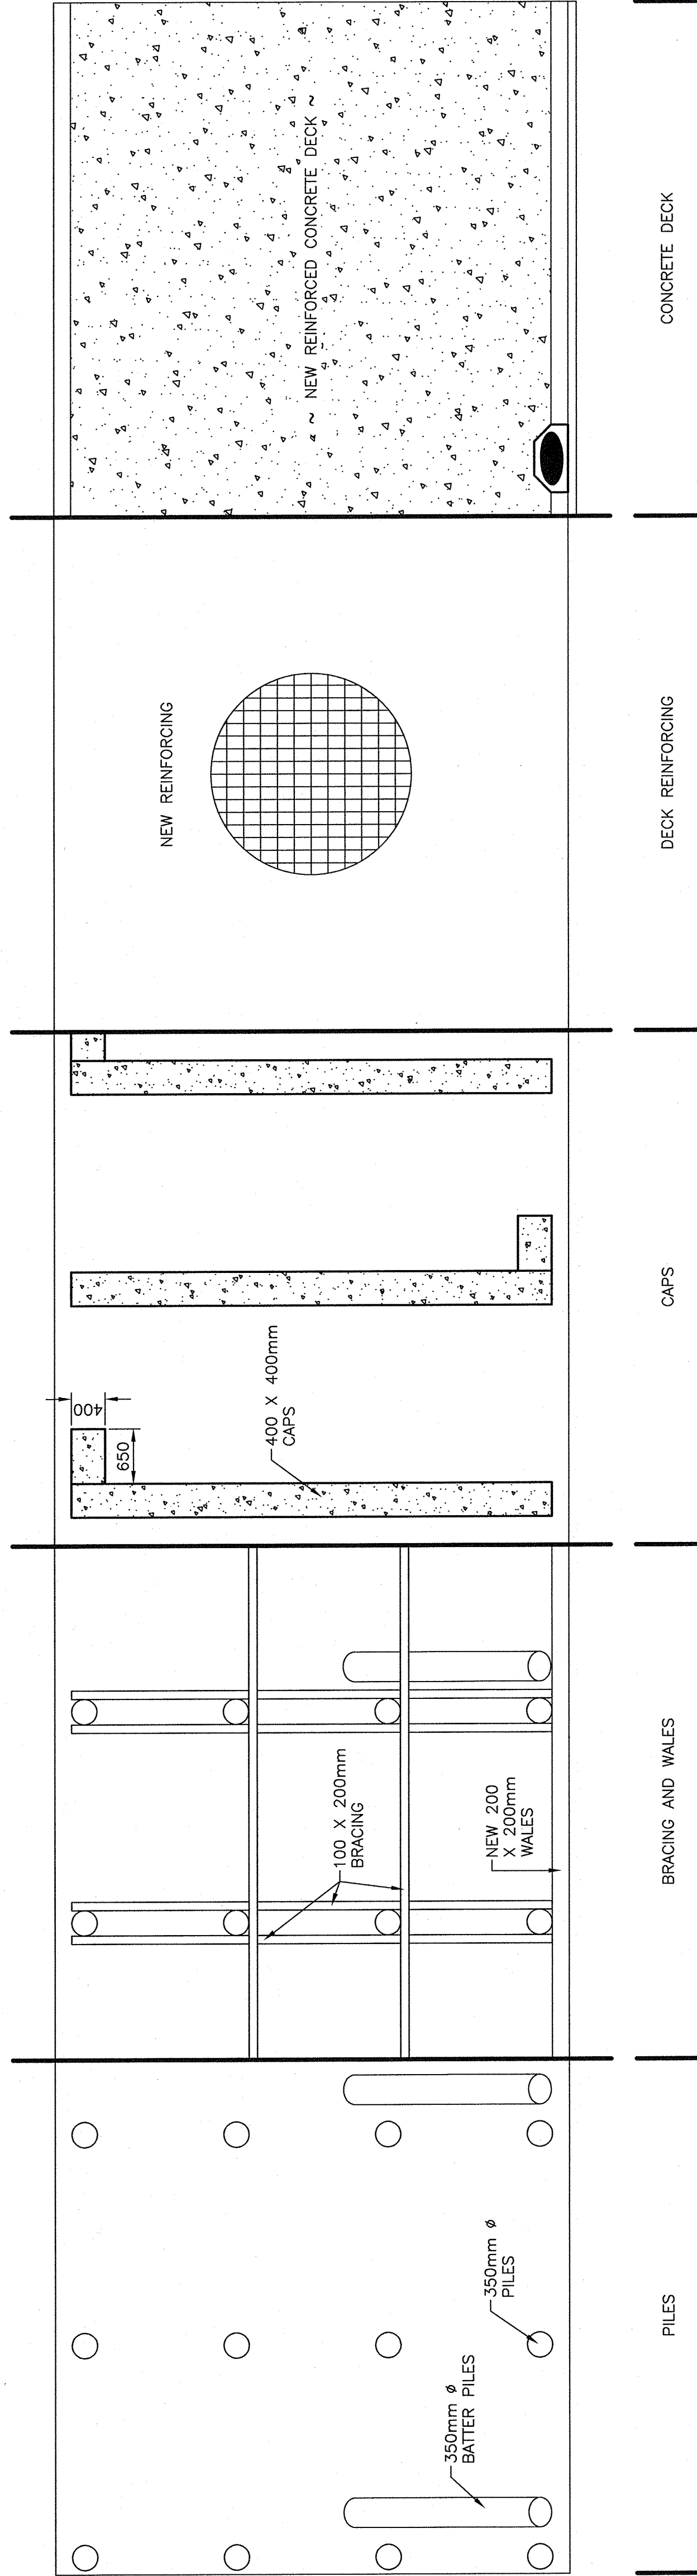 350mm ø
BATTER PILES
350mm ø
PILES
PILES
100 X 200mm
BRACING
NEW 200
X 200mm
WALES
BRACING AND WALES
400
650
400 X 400mm
CAPS
CAPS
NEW REINFORCING
DECK REINFORCING
~ NEW REINFORCED CONCRETE DECK ~
CONCRETE DECK